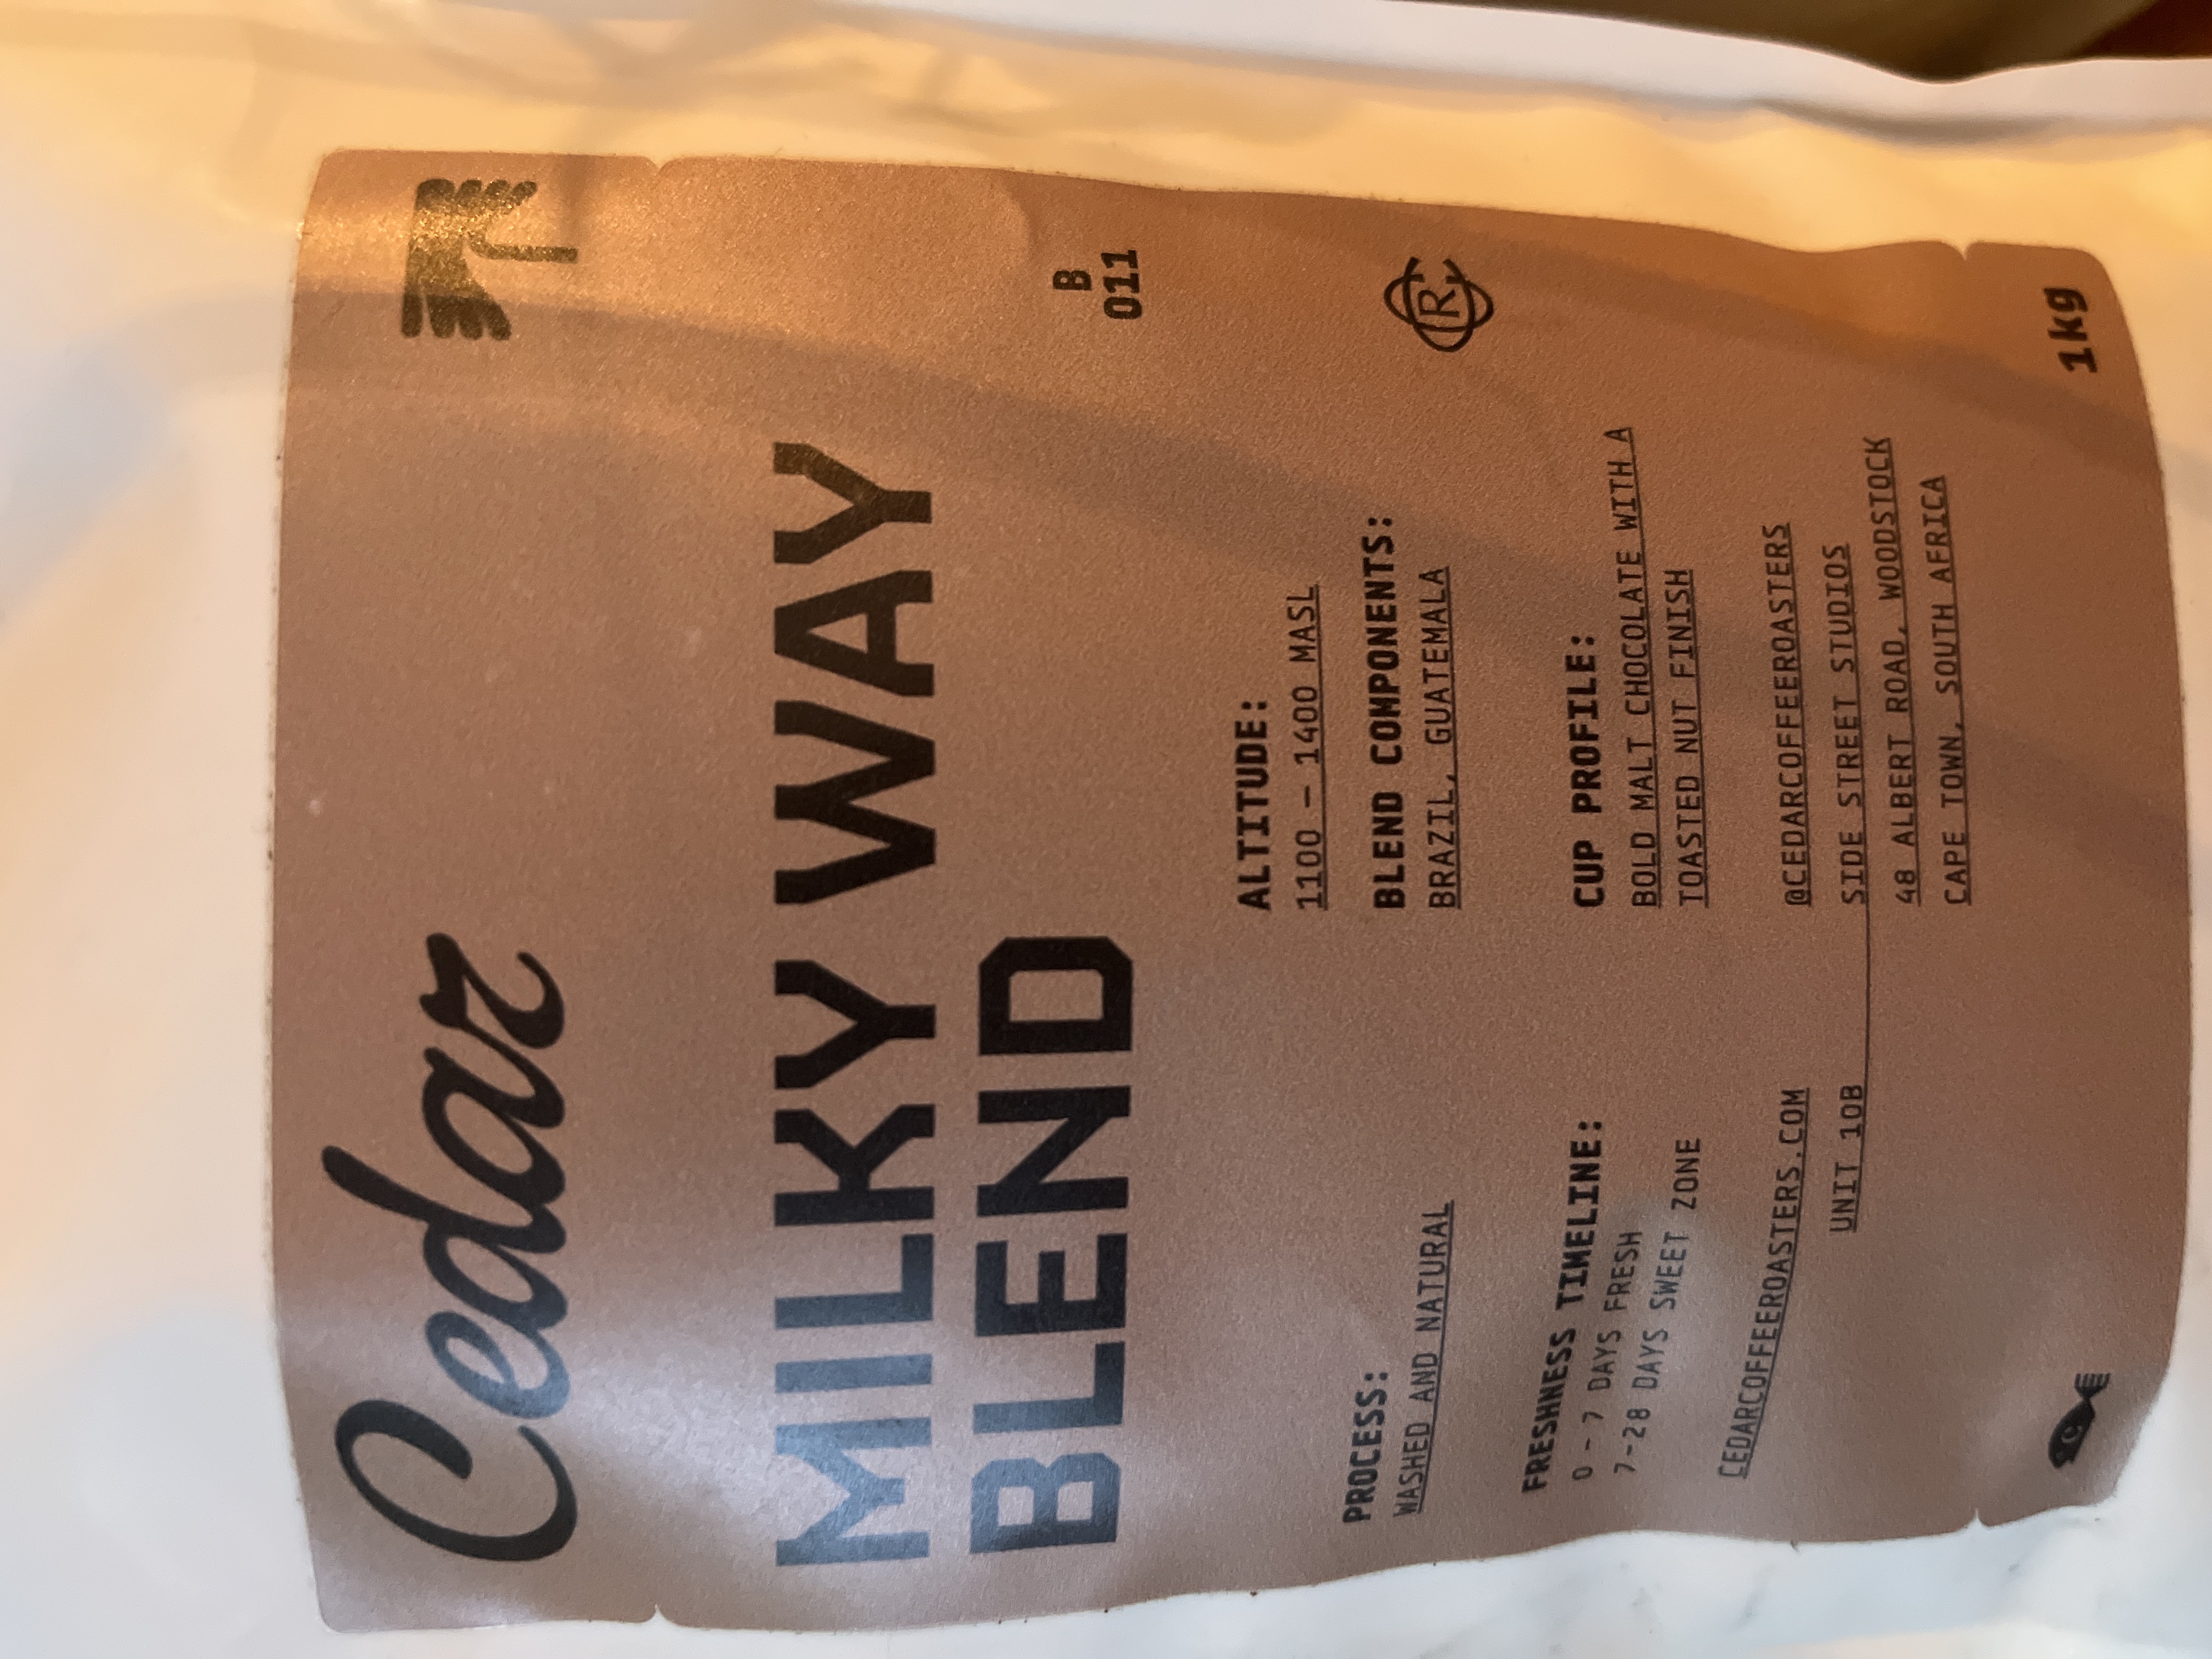 Cedar
MILKY WAY
BLEND
B
011
ALTITUDE:
1100 – 1400 MASL
PROCESS:
WASHED AND NATURAL
BLEND COMPONENTS:
BRAZIL, GUATEMALA
R
FRESHNESS TIMELINE:
0 - 7 DAYS FRESH
7-28 DAYS SWEET ZONE
CUP PROFILE:
BOLD MALT CHOCOLATE WITH A
TOASTED NUT FINISH
CEDARCOFFEEROASTERS.COM
@CEDARCOFFEEROASTERS
UNIT 10B SIDE STREET STUDIOS
48 ALBERT ROAD, WOODSTOCK
CAPE TOWN, SOUTH AFRICA
1kg